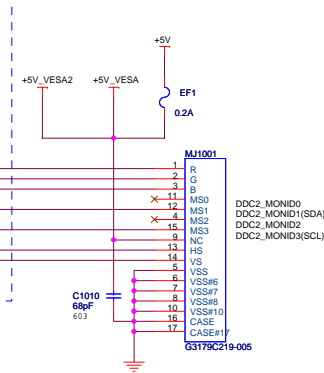 +5V
+5V_VESA2 +5V_VESA
EF1
0.2A
MJ1001
1 R
2 G
3 B
11 MS0 DDC2_MONID0
12 MS1 DDC2_MONID1(SDA)
4 MS2 DDC2_MONID2
15 MS3 DDC2_MONID3(SCL)
9 NC
13 HS
14 VS
5 VSS
6 VSS#6
7 VSS#7
8 VSS#8
10 VSS#10
16 CASE
17 CASE#17
C1010
68pF
603
G3179C219-005